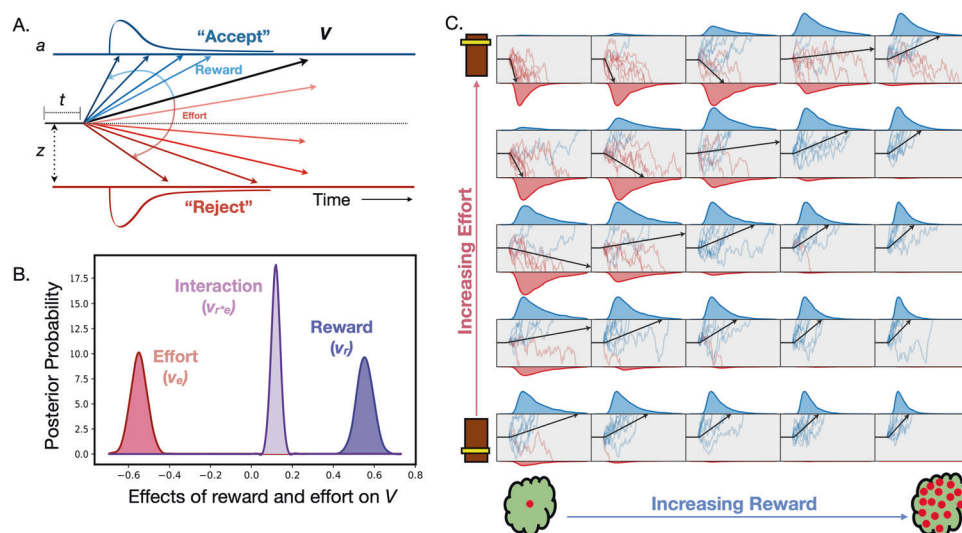 A.
a
"Accept"
V
Reward
t
Effort
z
"Reject"
Time
B.
Posterior Probability
17.5
15.0
12.5
10.0
7.5
5.0
2.5
0.0
Interaction
(vr*e)
Reward
(vr)
Effort
(ve)
−0.6
−0.4
−0.2
0.0
0.2
0.4
0.6
0.8
Effects of reward and effort on V
C.
Increasing Effort
Increasing Reward